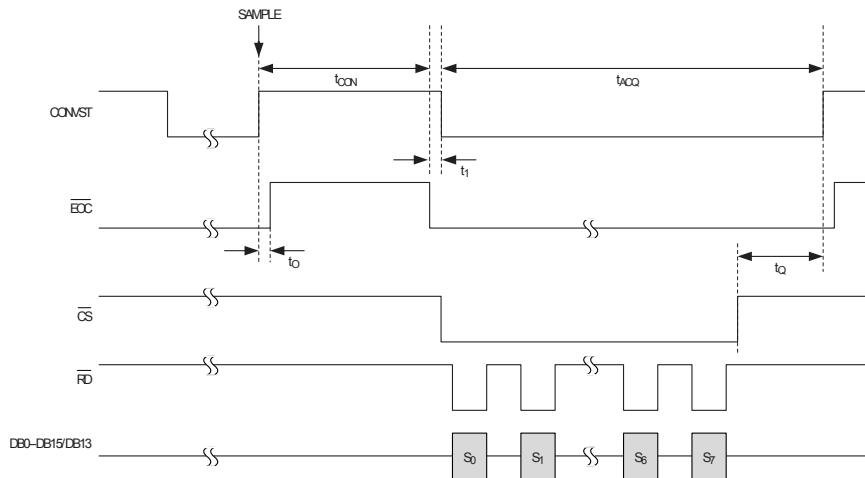 SAMPLE
tCON
tACQ
CONVST
t1
EOC
tO
tQ
CS
RD
DB0–DB15/DB13
S0
S1
S6
S7